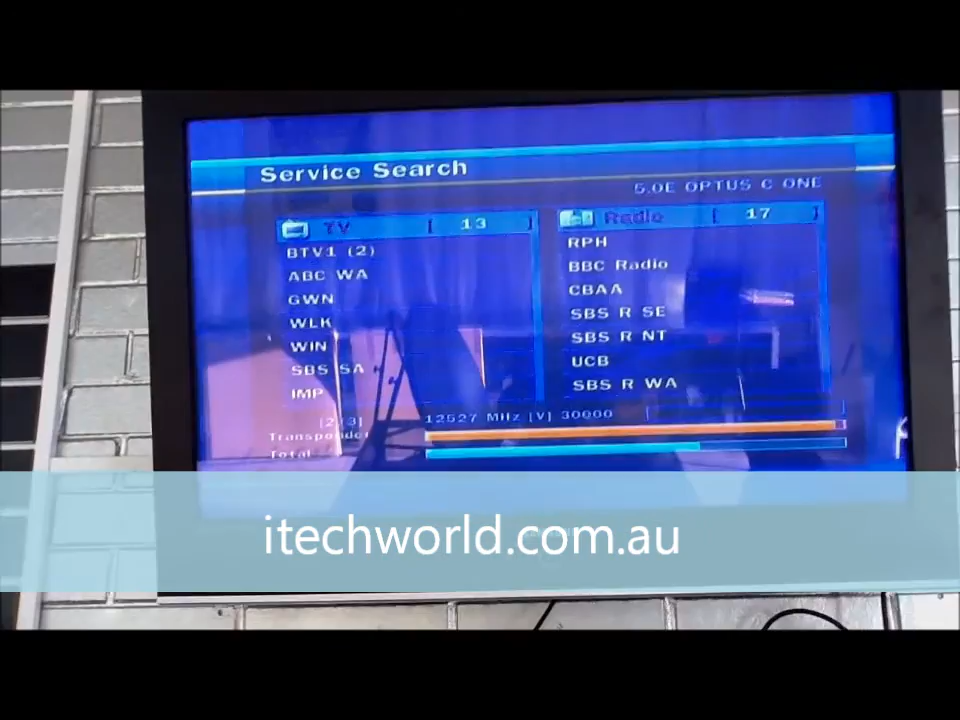 Service Search
5.0E OPTUS C ONE
TV [ 13 ]
Radio [ 17 ]
BTV1 (2)
ABC WA
GWN
WLK
WIN
SBS SA
IMP
RPH
BBC Radio
CBAA
SBS R SE
SBS R NT
UCB
SBS R WA
[2/3] 12527 MHz [V] 30000 [ ]
Transponder
Total
itechworld.com.au